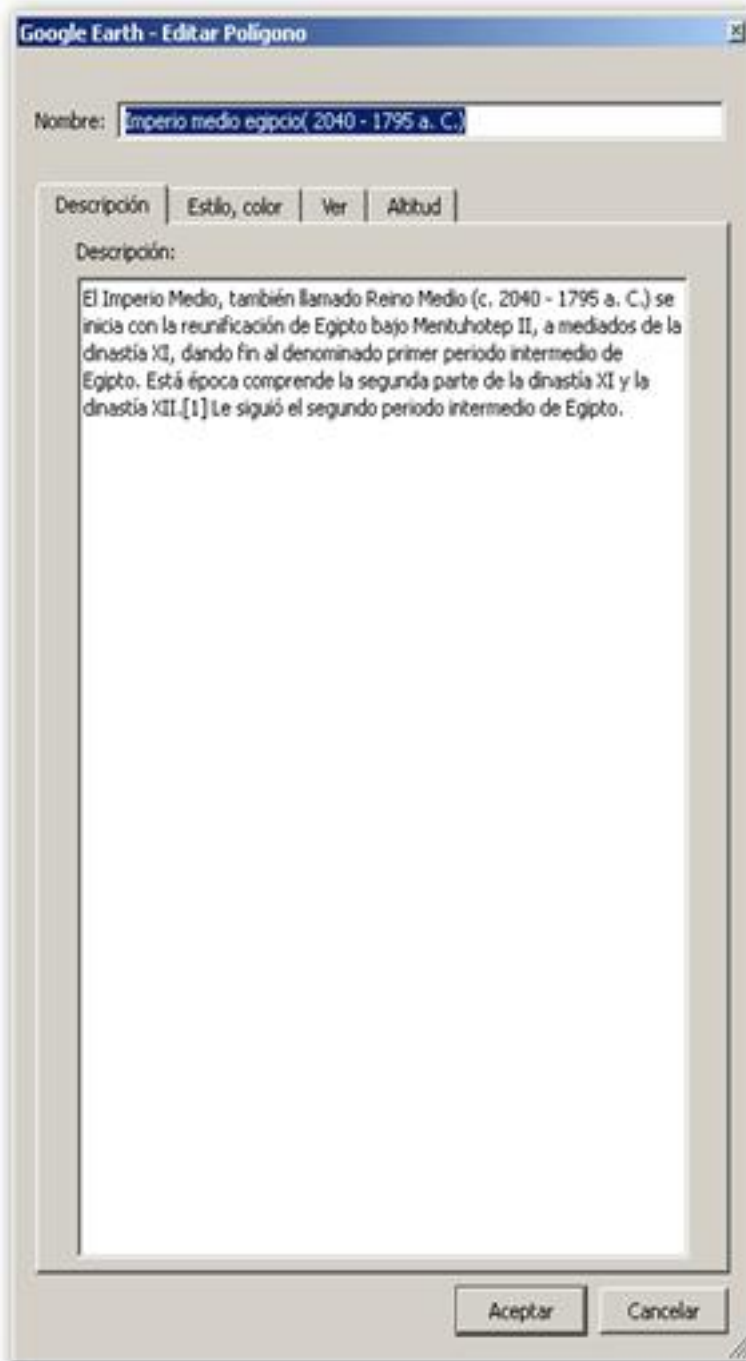 Google Earth - Editar Polígono
Nombre: Imperio medio egipcio( 2040 - 1795 a. C.)
Descripción Estilo, color Ver Altitud
Descripción:
El Imperio Medio, también llamado Reino Medio (c. 2040 - 1795 a. C.) se
inicia con la reunificación de Egipto bajo Mentuhotep II, a mediados de la
dinastía XI, dando fin al denominado primer periodo intermedio de
Egipto. Está época comprende la segunda parte de la dinastía XI y la
dinastía XII.[1] Le siguió el segundo periodo intermedio de Egipto.
Aceptar Cancelar